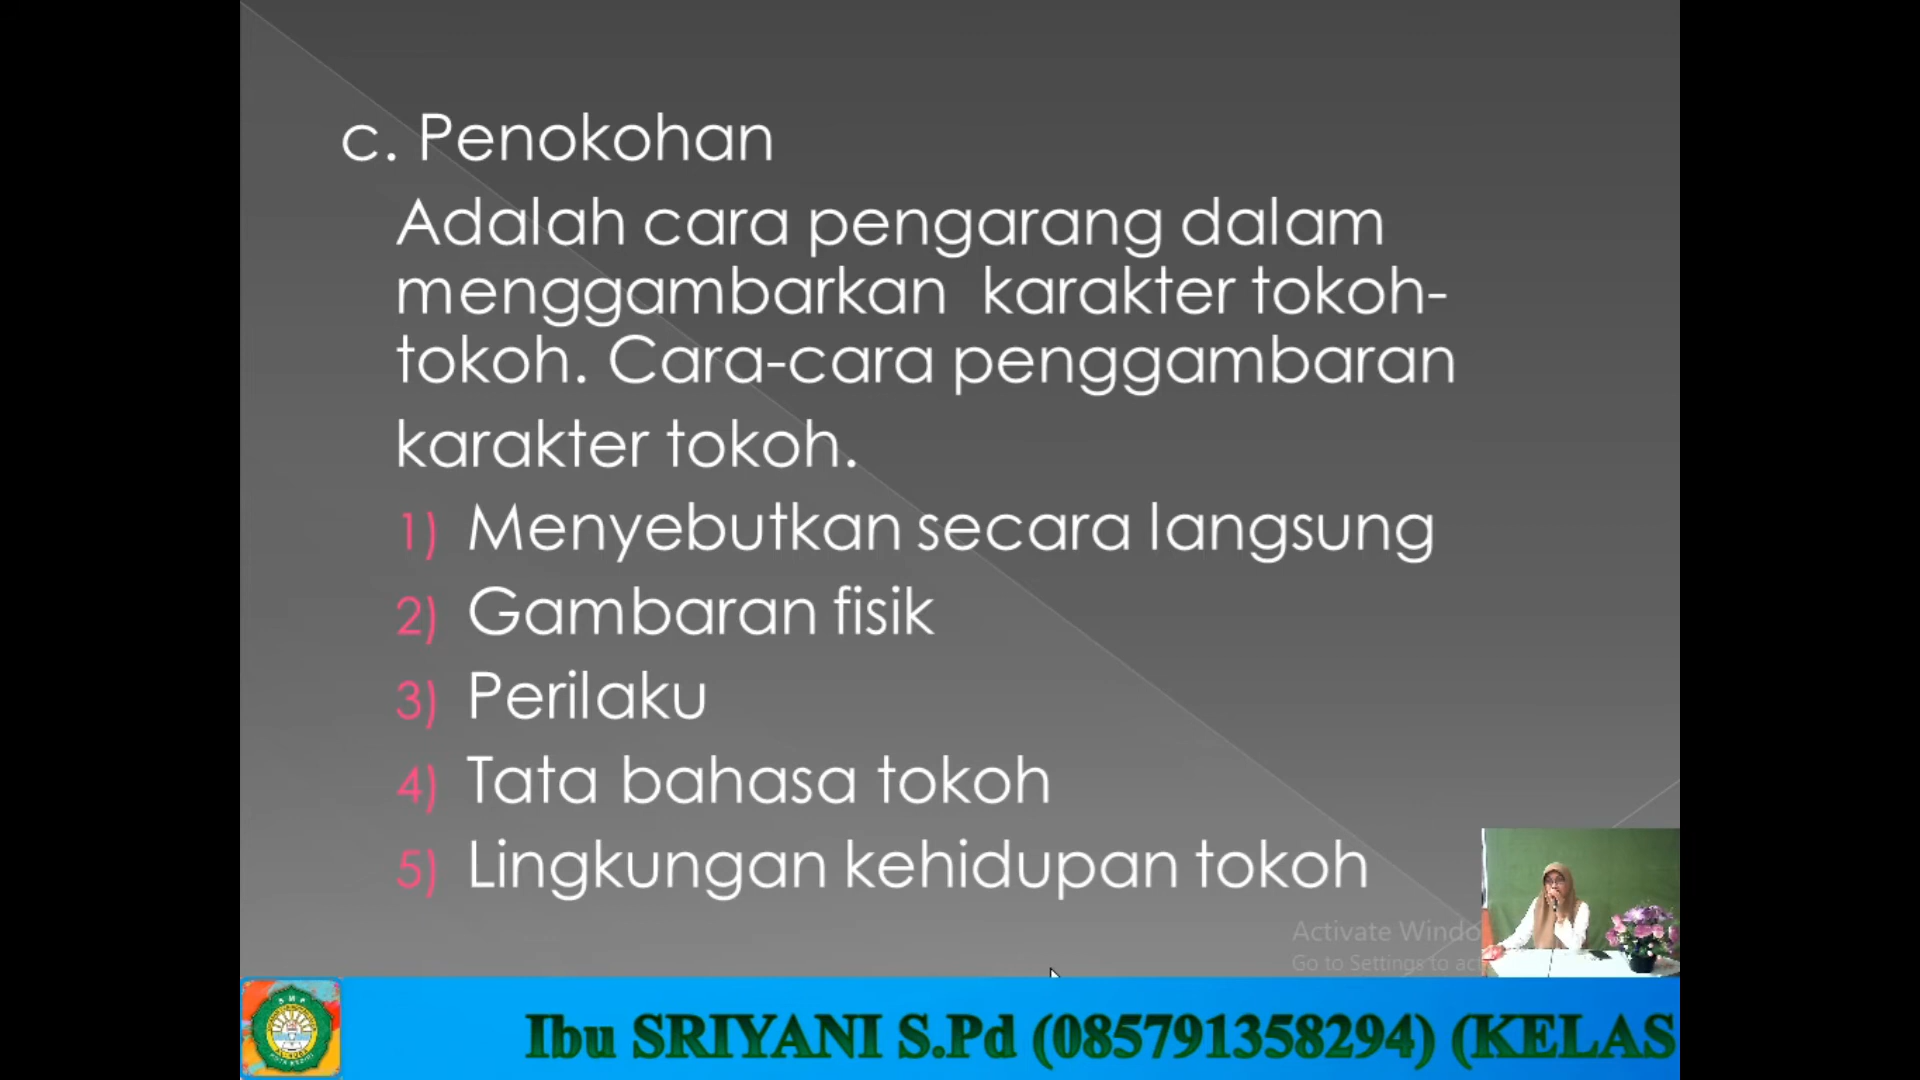 c. Penokohan
Adalah cara pengarang dalam
menggambarkan  karakter tokoh-
tokoh. Cara-cara penggambaran
karakter tokoh.
1) Menyebutkan secara langsung
2) Gambaran fisik
3) Perilaku
4) Tata bahasa tokoh
5) Lingkungan kehidupan tokoh
Activate Windo
Go to Settings to ac
SMP
Ibu SRIYANI S.Pd (085791358294) (KELAS